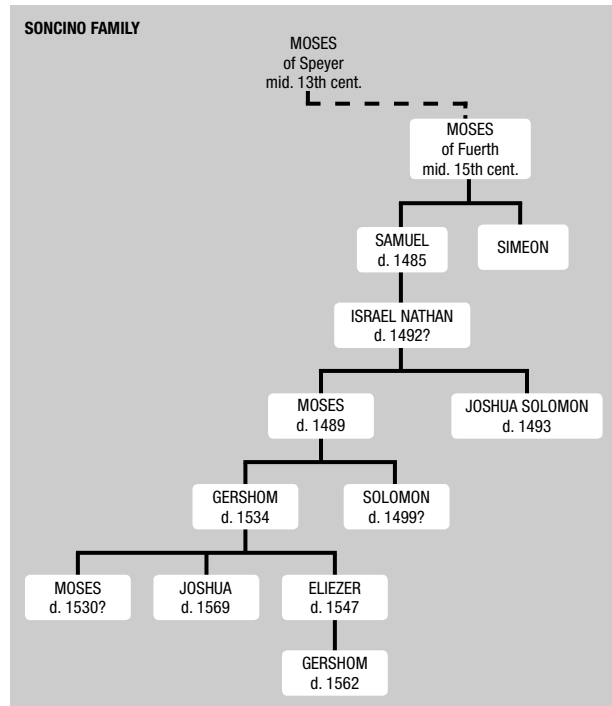 SONCINO FAMILY
MOSES
of Speyer
mid. 13th cent.
MOSES
of Fuerth
mid. 15th cent.
SAMUEL
d. 1485
SIMEON
ISRAEL NATHAN
d. 1492?
MOSES
d. 1489
JOSHUA SOLOMON
d. 1493
GERSHOM
d. 1534
SOLOMON
d. 1499?
MOSES
d. 1530?
JOSHUA
d. 1569
ELIEZER
d. 1547
GERSHOM
d. 1562